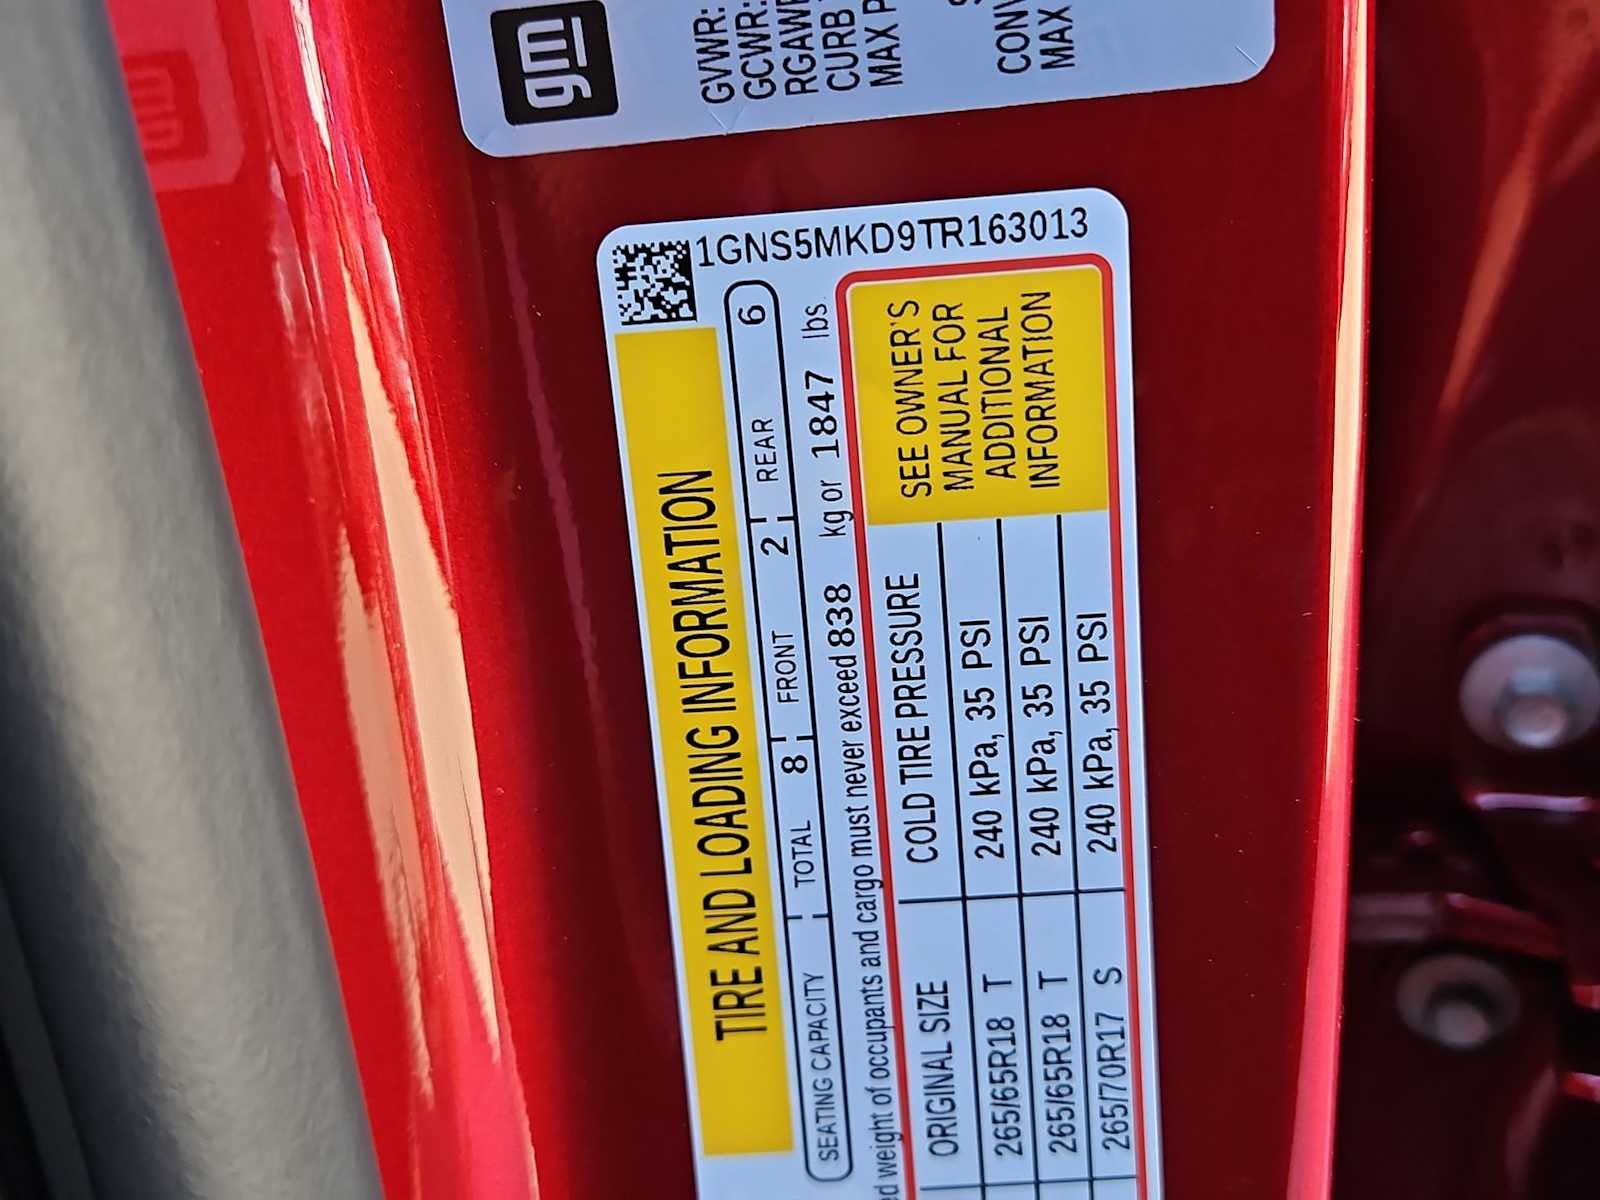 gm
GVWR:
GCWR:
CURB
MAX
MAX
1GNS5MKD9TR163013
TIRE AND LOADING INFORMATION
SEATING CAPACITY TOTAL 8 FRONT 2 REAR 6
weight of occupants and cargo must never exceed 838 kg or 1847 lbs.
ORIGINAL SIZE COLD TIRE PRESSURE
265/65R18 T 240 kPa, 35 PSI
265/65R18 T 240 kPa, 35 PSI
265/70R17 S 240 kPa, 35 PSI
SEE OWNER'S
MANUAL FOR
ADDITIONAL
INFORMATION